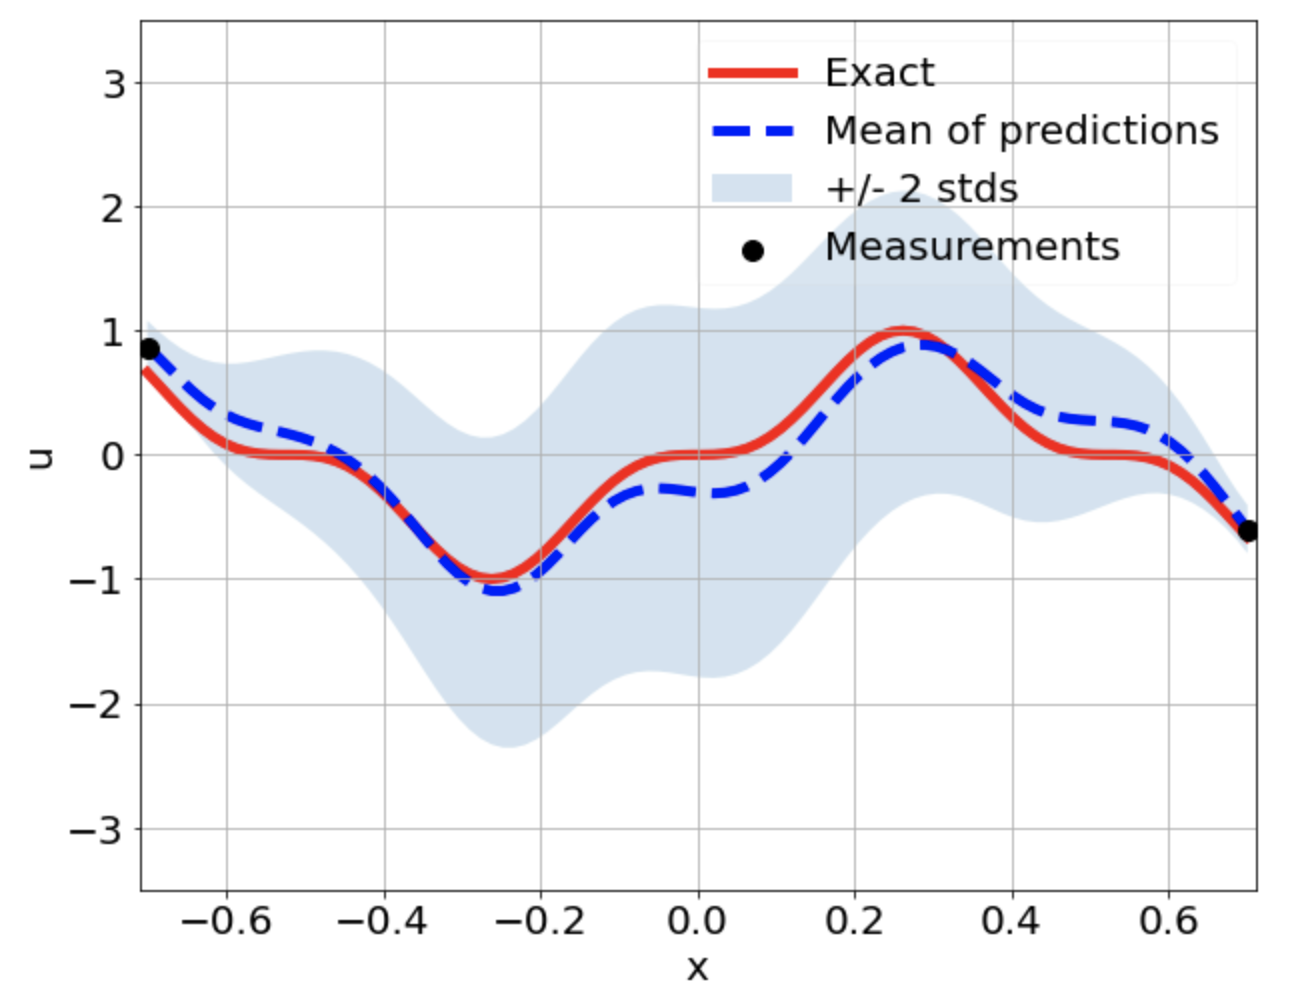 3
2
1
0
−1
−2
−3
u
Exact
Mean of predictions
+/- 2 stds
Measurements
−0.6 −0.4 −0.2 0.0 0.2 0.4 0.6
x